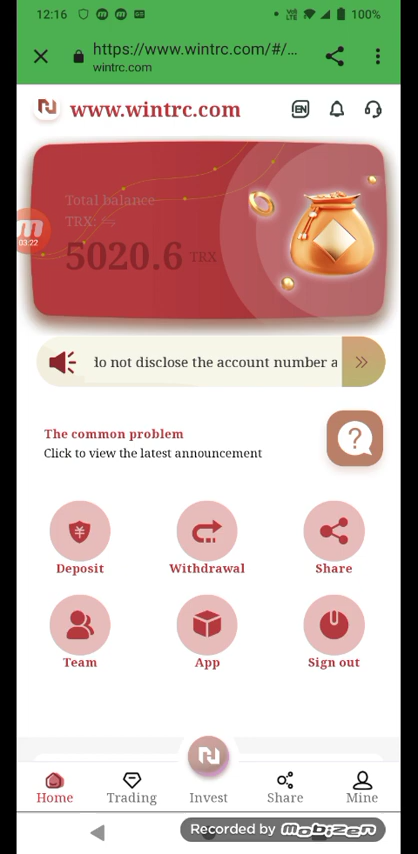 12:16
100%
https://www.wintrc.com/#/...
wintrc.com
www.wintrc.com
EN
Total balance
TRX:
03:22
5020.6 TRX
do not disclose the account number a
The common problem
Click to view the latest announcement
?
¥
Deposit
Withdrawal
Share
Team
App
Sign out
Home
Trading
Invest
Share
Mine
Recorded by mobizen